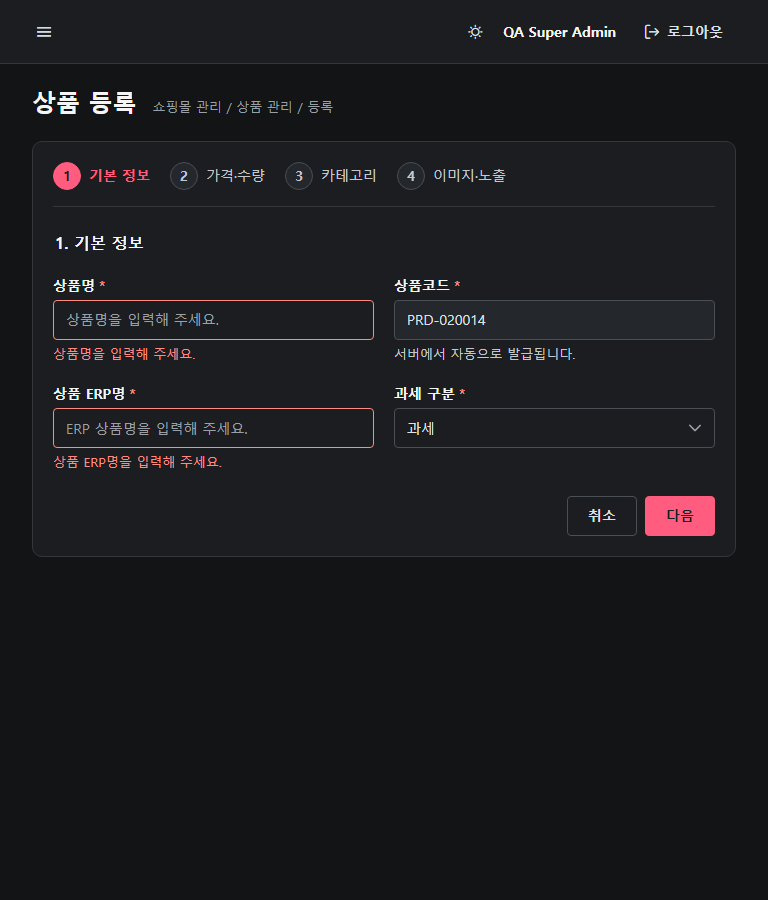 QA Super Admin 로그아웃
상품 등록 쇼핑몰 관리 / 상품 관리 / 등록
1 기본 정보 2 가격·수량 3 카테고리 4 이미지·노출
1. 기본 정보
상품명 * 상품코드 *
상품명을 입력해 주세요. PRD-020014
상품명을 입력해 주세요. 서버에서 자동으로 발급됩니다.
상품 ERP명 * 과세 구분 *
ERP 상품명을 입력해 주세요. 과세
상품 ERP명을 입력해 주세요.
취소 다음